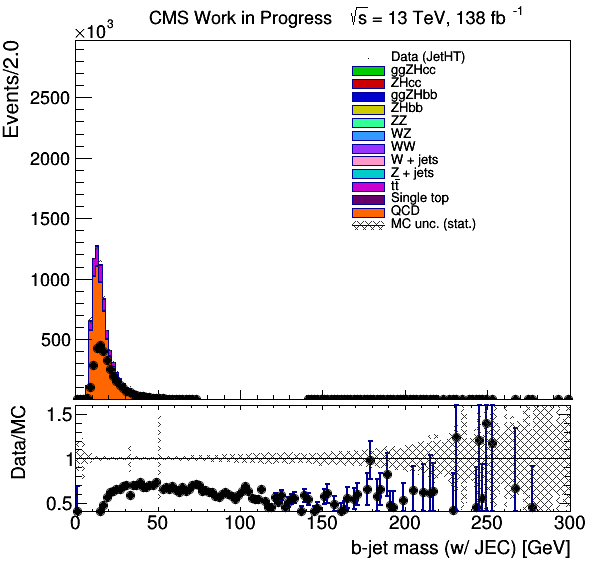 CMS Work in Progress √s = 13 TeV, 138 fb⁻¹
×10³
Events/2.0
2500
2000
1500
1000
500
Data (JetHT)
ggZHcc
ZHcc
ggZHbb
ZHbb
ZZ
WZ
WW
W + jets
Z + jets
tt̄
Single top
QCD
MC unc. (stat.)
Data/MC
1.5
1
0.5
0 50 100 150 200 250 300
b-jet mass (w/ JEC) [GeV]